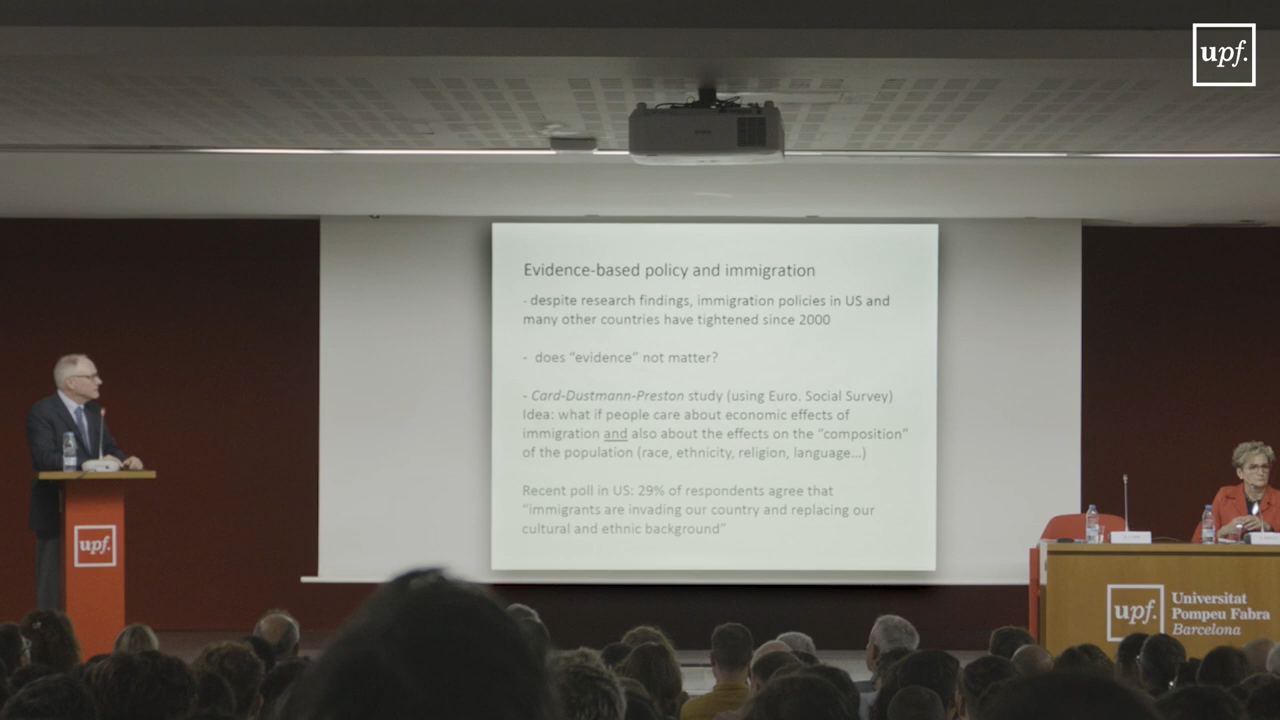 upf.
Evidence-based policy and immigration
- despite research findings, immigration policies in US and
many other countries have tightened since 2000
- does “evidence” not matter?
- Card-Dustmann-Preston study (using Euro. Social Survey)
Idea: what if people care about economic effects of
immigration and also about the effects on the “composition”
of the population (race, ethnicity, religion, language...)
Recent poll in US: 29% of respondents agree that
“immigrants are invading our country and replacing our
cultural and ethnic background”
upf.
upf.
Universitat
Pompeu Fabra
Barcelona